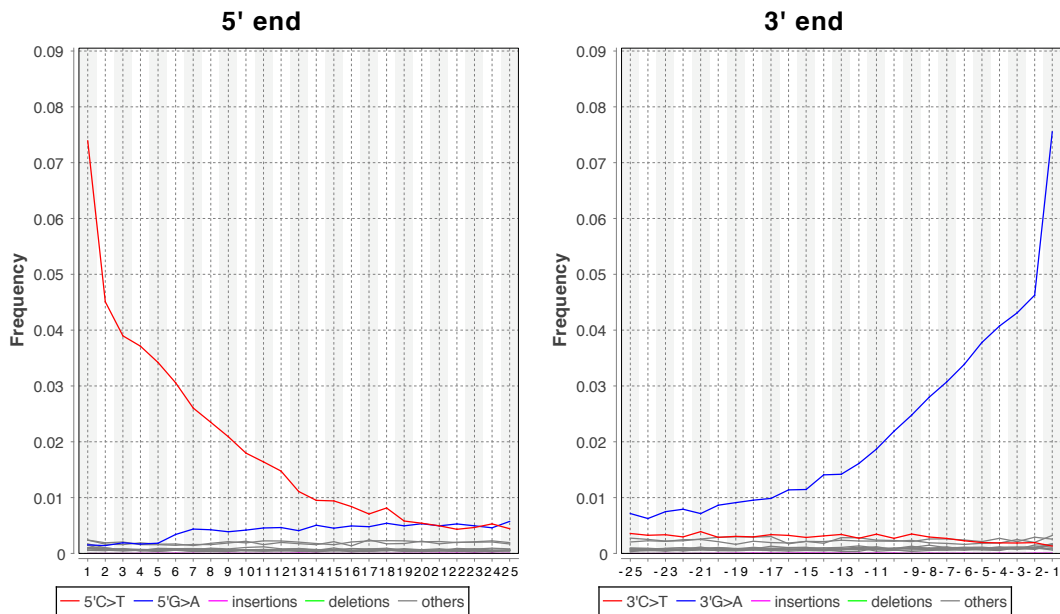 5' end
3' end
Frequency
0.09
0.08
0.07
0.06
0.05
0.04
0.03
0.02
0.01
0
1 2 3 4 5 6 7 8 9 10 11 12 13 14 15 16 17 18 19 20 21 22 23 24 25
5'C>T 5'G>A insertions deletions others
Frequency
0.09
0.08
0.07
0.06
0.05
0.04
0.03
0.02
0.01
0
-25 -23 -21 -19 -17 -15 -13 -11 -9 -8 -7 -6 -5 -4 -3 -2 -1
3'C>T 3'G>A insertions deletions others